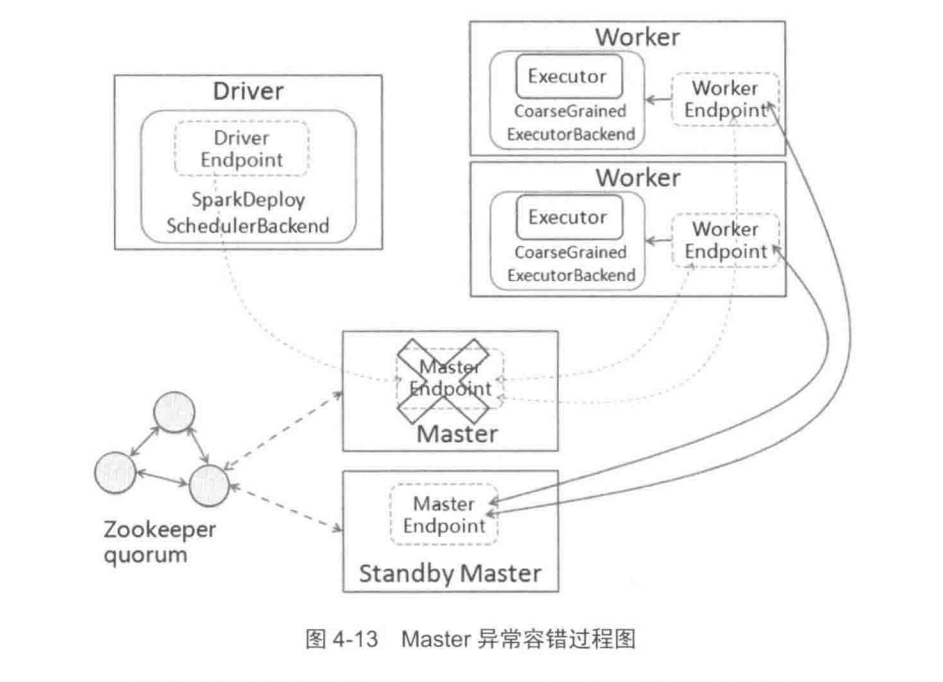 Worker
Executor
CoarseGrained
ExecutorBackend
Worker
Endpoint
Driver
Driver
Endpoint
SparkDeploy
SchedulerBackend
Worker
Executor
CoarseGrained
ExecutorBackend
Worker
Endpoint
Master
Endpoint
Master
Zookeeper
quorum
Master
Endpoint
Standby Master
图 4-13 Master 异常容错过程图